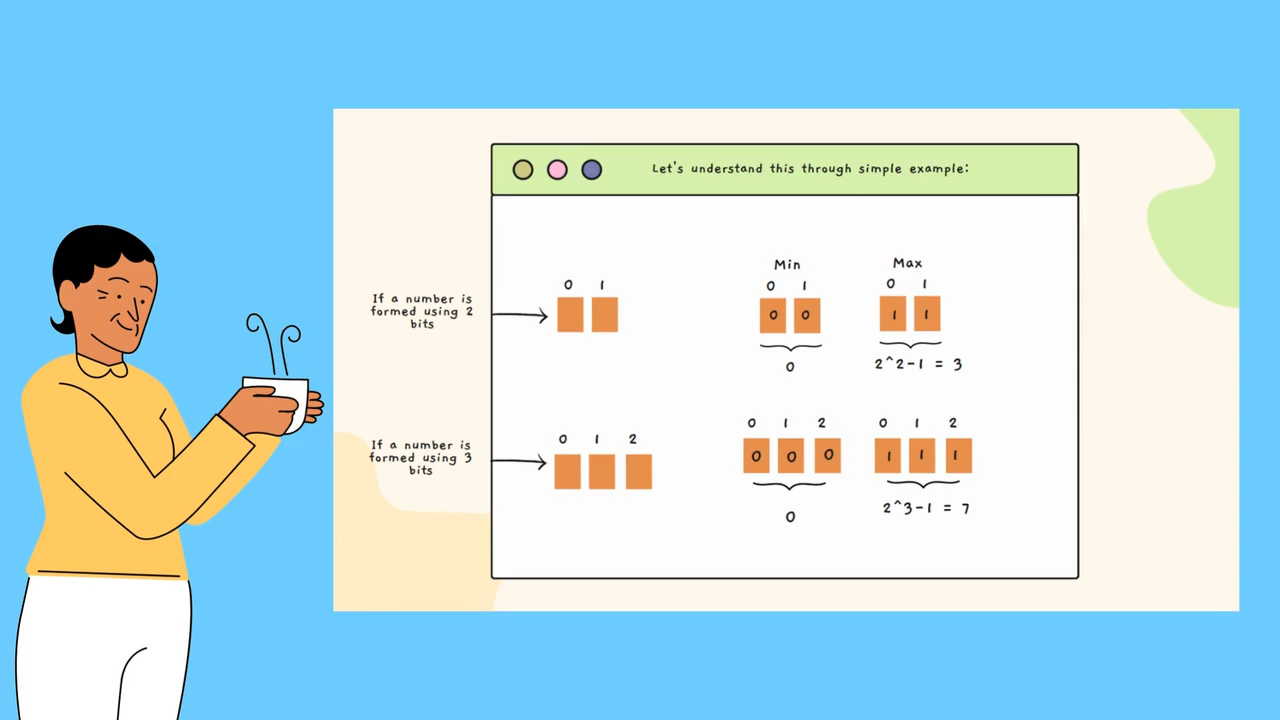 Let's understand this through simple example:
Min
Max
0 1
0 1
0 1
If a number is
formed using 2
bits
0 0
1 1
0
2^2-1 = 3
0 1 2
0 1 2
0 1 2
If a number is
formed using 3
bits
0 0 0
1 1 1
0
2^3-1 = 7